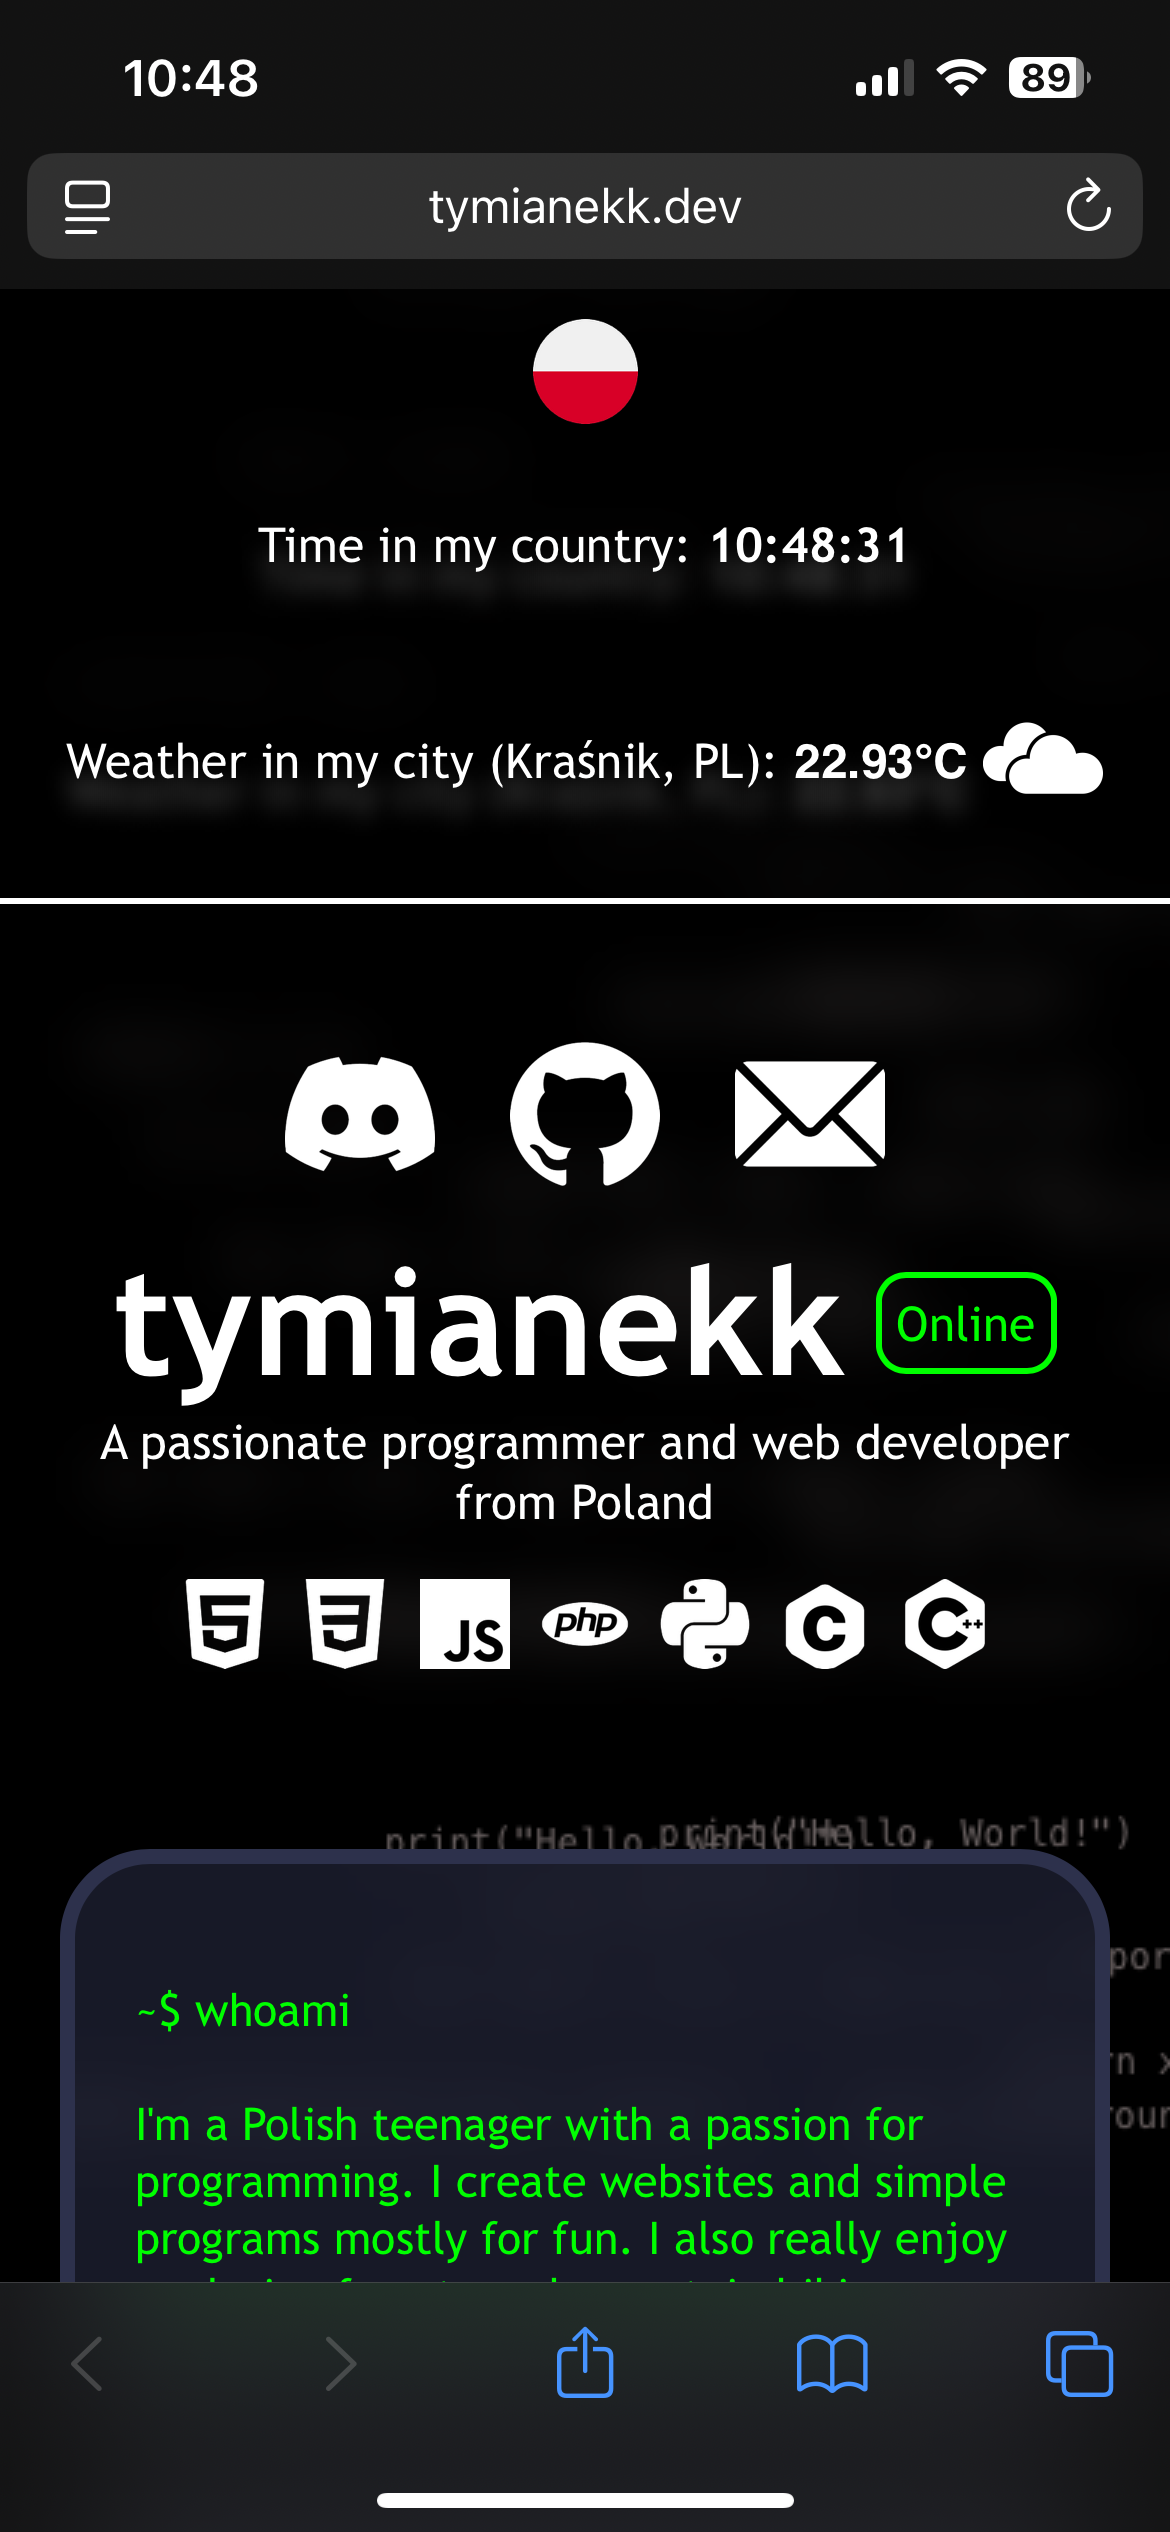 10:48
89
tymianekk.dev
Time in my country: 10:48:31
Weather in my city (Kraśnik, PL): 22.93°C
tymianekk Online
A passionate programmer and web developer
from Poland
JS php C C++
print("Hello, World!")
print("Hello, World!")
~$ whoami
I'm a Polish teenager with a passion for
programming. I create websites and simple
programs mostly for fun. I also really enjoy